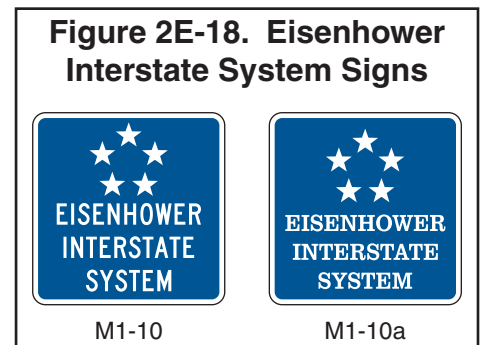 Figure 2E-18. Eisenhower
Interstate System Signs
EISENHOWER
INTERSTATE
SYSTEM
EISENHOWER
INTERSTATE
SYSTEM
M1-10
M1-10a